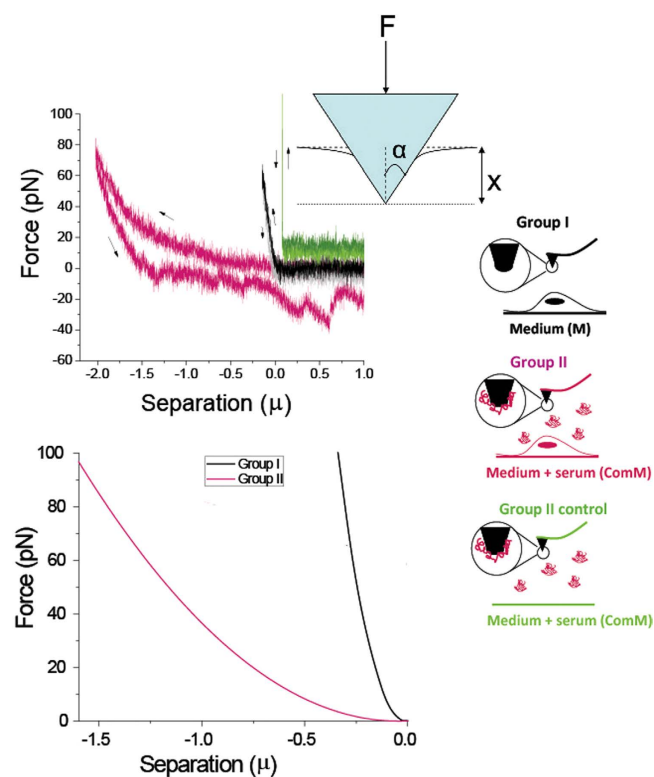 F
α
X
100
80
60
40
20
0
-20
-40
-60
Force (pN)
-2.0 -1.5 -1.0 -0.5 0.0 0.5 1.0
Separation (μ)
Group I
Medium (M)
Group II
Medium + serum (ComM)
Group II control
Medium + serum (ComM)
Group I
Group II
100
80
60
40
20
0
Force (pN)
-1.5 -1.0 -0.5 0.0
Separation (μ)